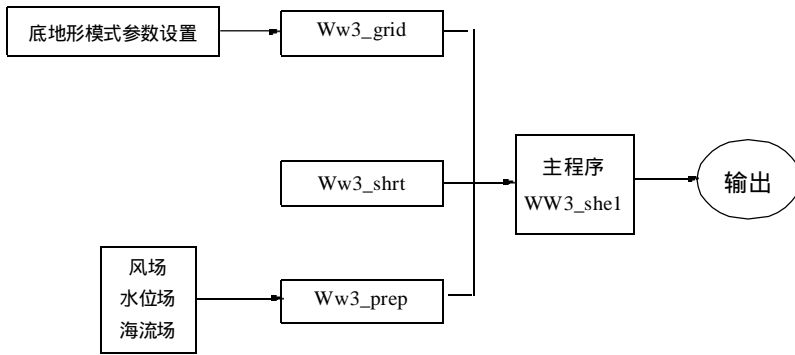 底地形模式参数设置
Ww3_grid
Ww3_shrt
主程序
WW3_she1
输出
风场
水位场
海流场
Ww3_prep